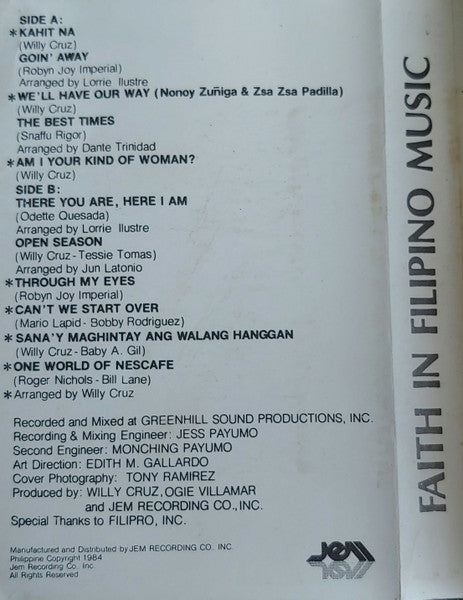 SIDE A:
*KAHIT NA
(Willy Cruz)
GOIN' AWAY
(Robyn Joy Imperial)
Arranged by Lorrie Ilustre
*WE'LL HAVE OUR WAY (Nonoy Zuñiga & Zsa Zsa Padilla)
(Willy Cruz)
THE BEST TIMES
(Snaffu Rigor)
Arranged by Dante Trinidad
*AM I YOUR KIND OF WOMAN?
(Willy Cruz)
SIDE B:
THERE YOU ARE, HERE I AM
(Odette Quesada)
Arranged by Lorrie Ilustre
OPEN SEASON
(Willy Cruz-Tessie Tomas)
Arranged by Jun Latonio
*THROUGH MY EYES
(Robyn Joy Imperial)
*CAN'T WE START OVER
(Mario Lapid-Bobby Rodriguez)
*SANA'Y MAGHINTAY ANG WALANG HANGGAN
(Willy Cruz-Baby A. Gil)
*ONE WORLD OF NESCAFE
(Roger Nichols-Bill Lane)
*Arranged by Willy Cruz
Recorded and Mixed at GREENHILL SOUND PRODUCTIONS, INC.
Recording & Mixing Engineer: JESS PAYUMO
Second Engineer: MONCHING PAYUMO
Art Direction: EDITH M. GALLARDO
Cover Photography: TONY RAMIREZ
Produced by: WILLY CRUZ, OGIE VILLAMAR
and JEM RECORDING CO., INC.
Special Thanks to FILIPRO, INC.
Manufactured and Distributed by JEM RECORDING CO. INC.
Philippine Copyright 1984
Jem Recording Co. Inc
All Rights Reserved
Jem
FAITH IN FILIPINO MUSIC